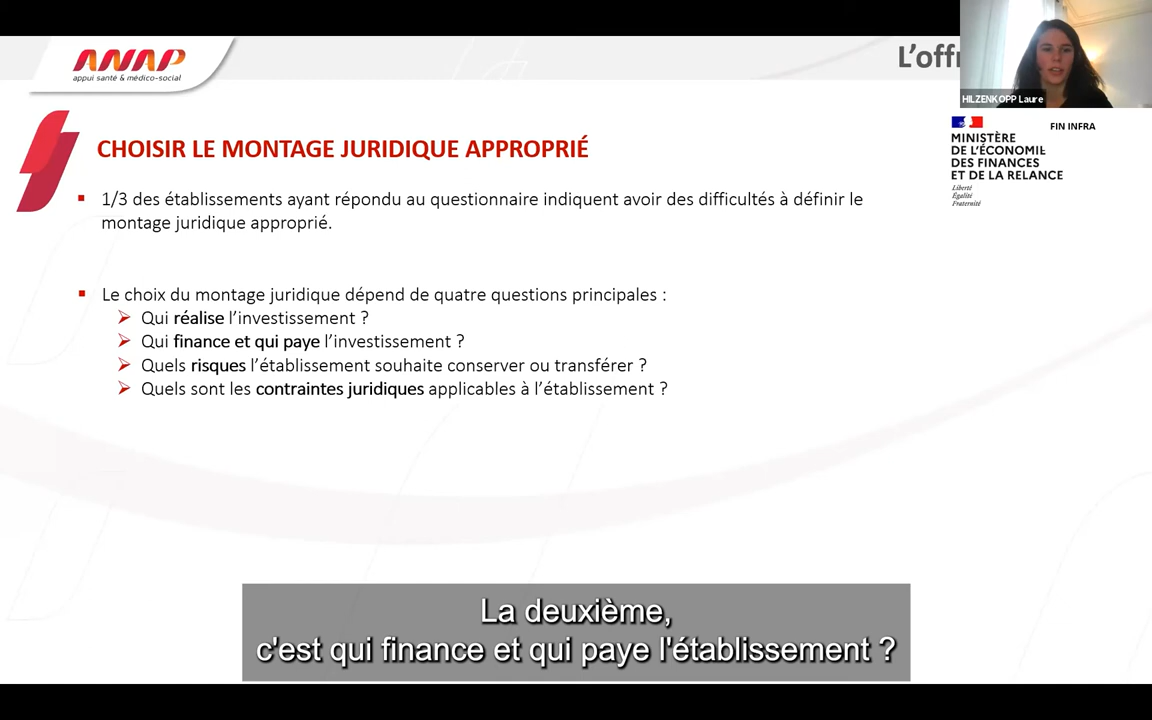 ANAP
appui santé & médico-social
L'offr
HILZENKOPP Laure
FIN INFRA
MINISTÈRE
DE L'ÉCONOMIE
DES FINANCES
ET DE LA RELANCE
Liberté
Égalité
Fraternité
CHOISIR LE MONTAGE JURIDIQUE APPROPRIÉ
▪ 1/3 des établissements ayant répondu au questionnaire indiquent avoir des difficultés à définir le
montage juridique approprié.
▪ Le choix du montage juridique dépend de quatre questions principales :
➢ Qui réalise l'investissement ?
➢ Qui finance et qui paye l'investissement ?
➢ Quels risques l'établissement souhaite conserver ou transférer ?
➢ Quels sont les contraintes juridiques applicables à l'établissement ?
La deuxième,
c'est qui finance et qui paye l'établissement ?